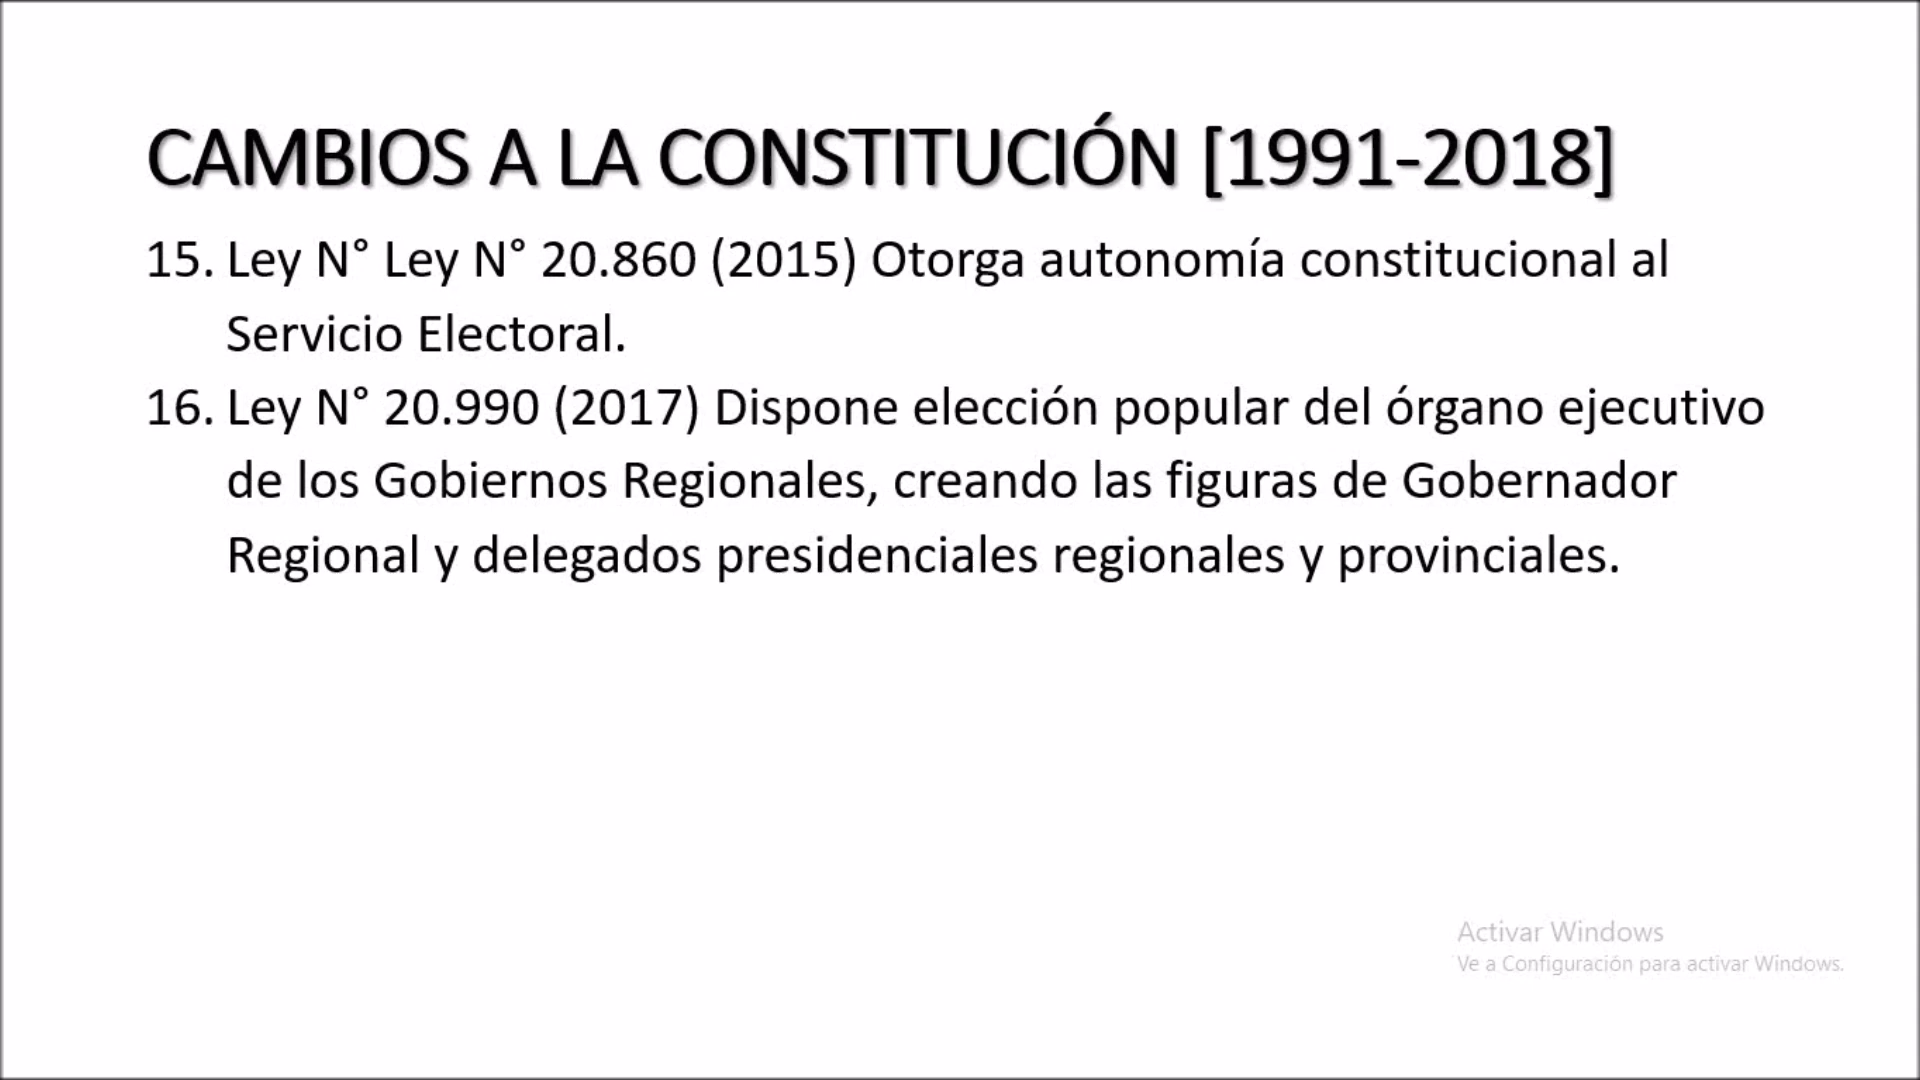 CAMBIOS A LA CONSTITUCIÓN [1991-2018]
15. Ley N° Ley N° 20.860 (2015) Otorga autonomía constitucional al
Servicio Electoral.
16. Ley N° 20.990 (2017) Dispone elección popular del órgano ejecutivo
de los Gobiernos Regionales, creando las figuras de Gobernador
Regional y delegados presidenciales regionales y provinciales.
Activar Windows
Ve a Configuración para activar Windows.